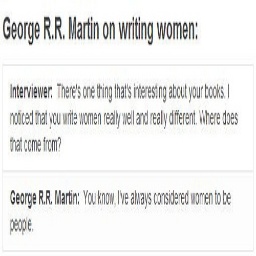 George R.R. Martin on writing women:
Interviewer: There's one thing that's interesting about your books. I
noticed that you write women really well and really different. Where does
that come from?
George R.R. Martin: You know, I've always considered women to be
people.